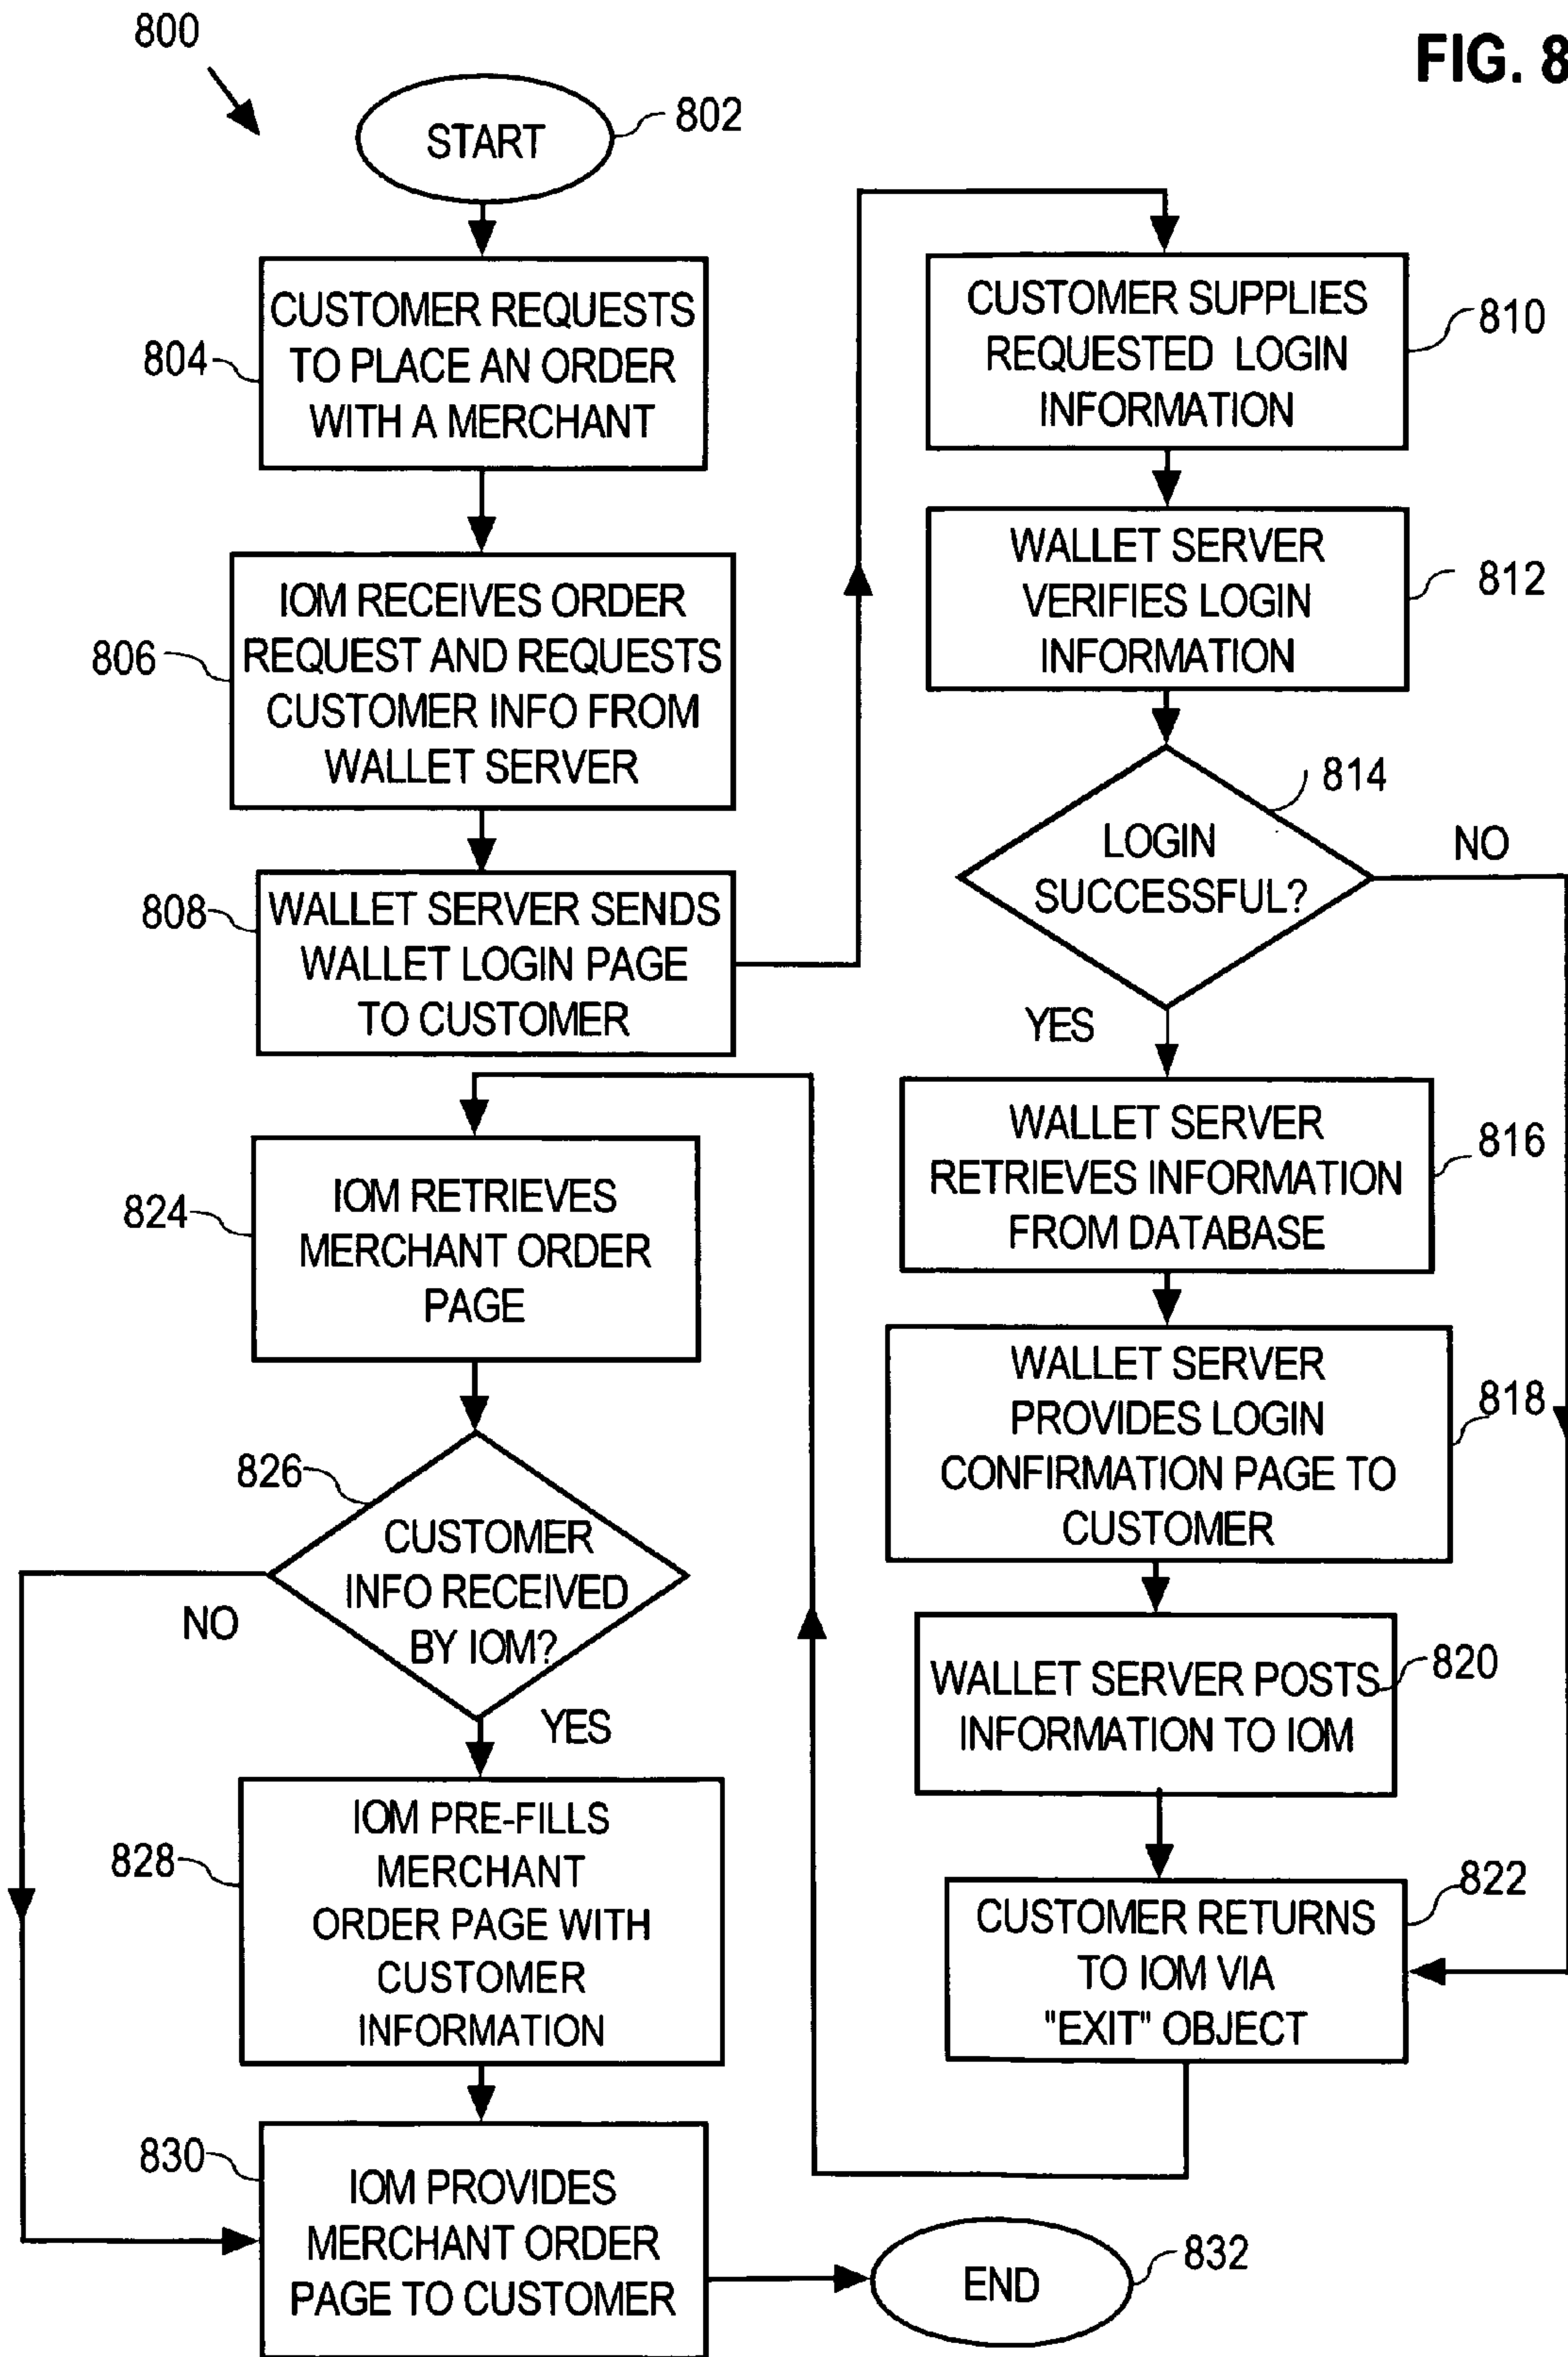 800
FIG. 8
START
802
CUSTOMER REQUESTS
TO PLACE AN ORDER
WITH A MERCHANT
804
IOM RECEIVES ORDER
REQUEST AND REQUESTS
CUSTOMER INFO FROM
WALLET SERVER
806
WALLET SERVER SENDS
WALLET LOGIN PAGE
TO CUSTOMER
808
CUSTOMER SUPPLIES
REQUESTED LOGIN
INFORMATION
810
WALLET SERVER
VERIFIES LOGIN
INFORMATION
812
LOGIN
SUCCESSFUL?
814
NO
YES
WALLET SERVER
RETRIEVES INFORMATION
FROM DATABASE
816
WALLET SERVER
PROVIDES LOGIN
CONFIRMATION PAGE TO
CUSTOMER
818
WALLET SERVER POSTS
INFORMATION TO IOM
820
CUSTOMER RETURNS
TO IOM VIA
"EXIT" OBJECT
822
IOM RETRIEVES
MERCHANT ORDER
PAGE
824
CUSTOMER
INFO RECEIVED
BY IOM?
826
NO
YES
IOM PRE-FILLS
MERCHANT
ORDER PAGE WITH
CUSTOMER
INFORMATION
828
IOM PROVIDES
MERCHANT ORDER
PAGE TO CUSTOMER
830
END
832